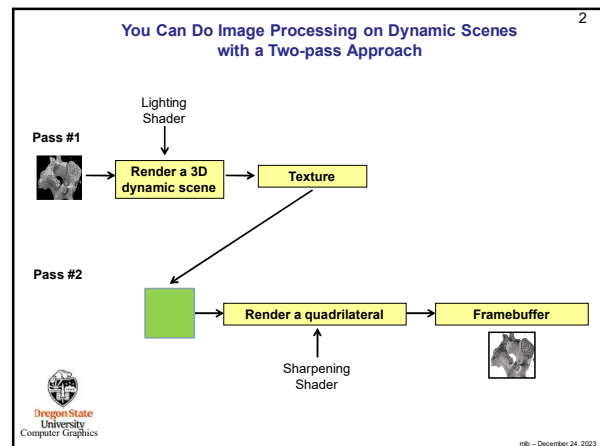 2
You Can Do Image Processing on Dynamic Scenes
with a Two-pass Approach
Lighting
Shader
Pass #1
Render a 3D
dynamic scene
Texture
Pass #2
Render a quadrilateral
Framebuffer
Sharpening
Shader
Oregon State
University
Computer Graphics
mjb – December 24, 2023